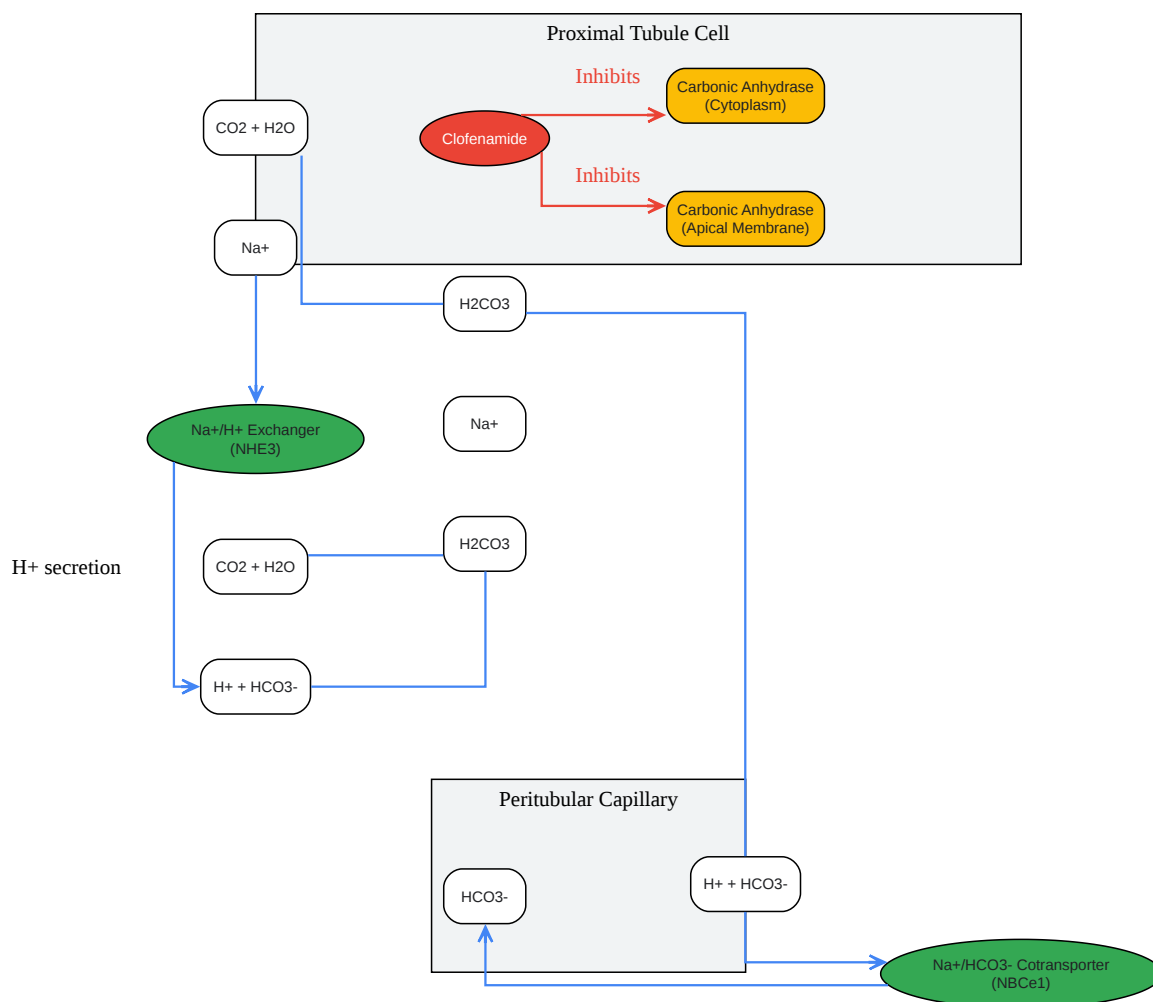 Proximal Tubule Cell
Inhibits
Carbonic Anhydrase
(Cytoplasm)
CO2 + H2O
Clofenamide
Inhibits
Carbonic Anhydrase
(Apical Membrane)
Na+
H2CO3
Na+/H+ Exchanger
(NHE3)
Na+
H2CO3
H+ secretion
CO2 + H2O
H+ + HCO3-
Peritubular Capillary
HCO3-
H+ + HCO3-
Na+/HCO3- Cotransporter
(NBCe1)